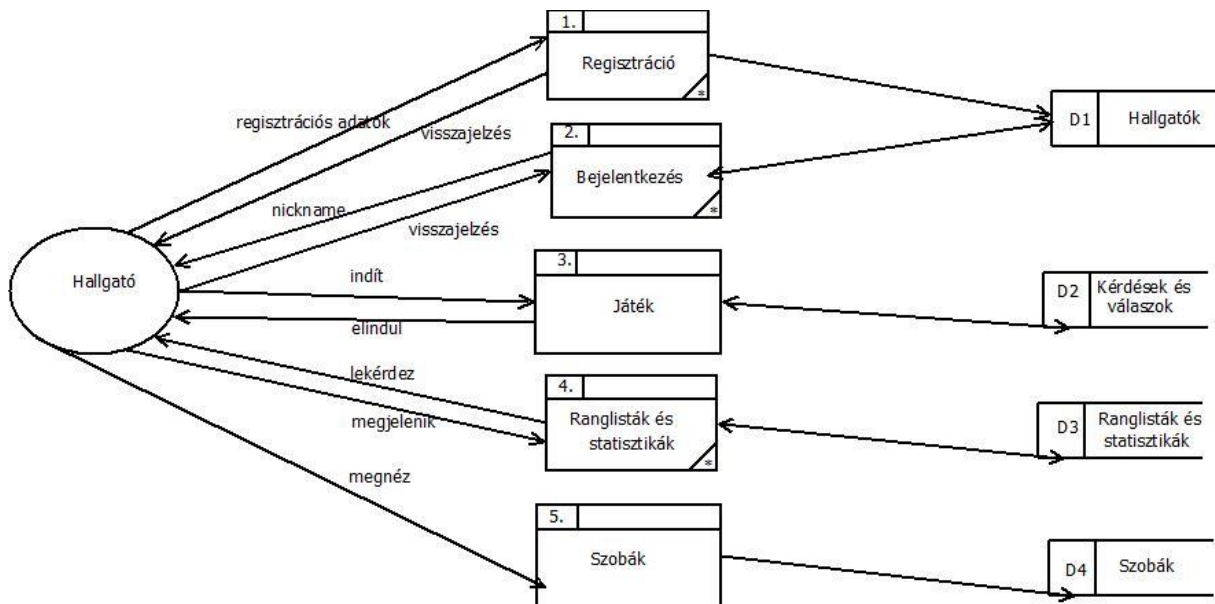 1.
Regisztráció
*
regisztrációs adatok
visszajelzés
2.
Bejelentkezés
*
D1
Hallgatók
nickname
visszajelzés
Hallgató
indít
elindul
3.
Játék
D2
Kérdések és
válaszok
lekérdez
megjelenik
4.
Ranglisták és
statisztikák
*
D3
Ranglisták és
statisztikák
megnéz
5.
Szobák
D4
Szobák